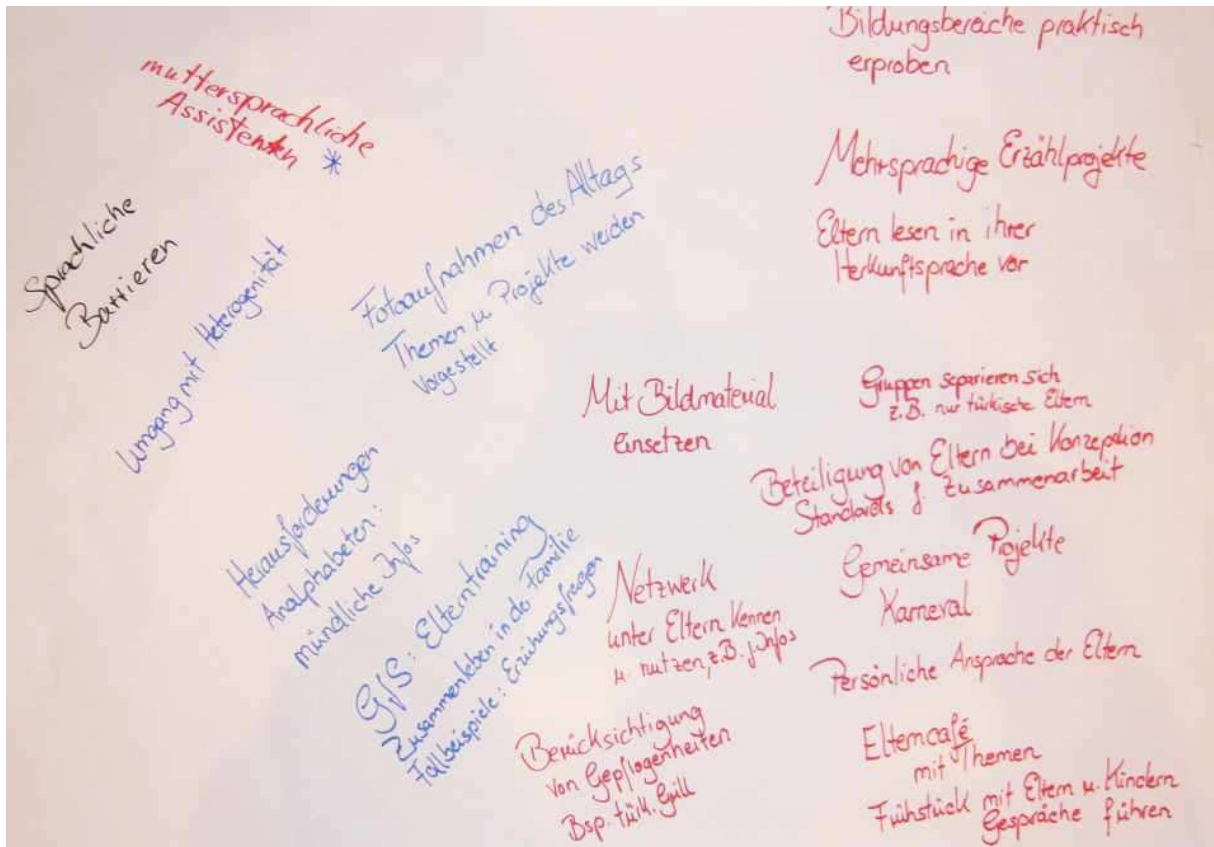 muttersprachliche
Assistenten *
Sprachliche
Barrieren
Umgang mit Heterogenität
Fotoaufnahmen des Alltags
Themen u. Projekte werden
vorgestellt
Herausforderungen
Analphabeten:
mündliche Infos
GfS: Elterntraining
Zusammenleben in der Familie
Fallbeispiele: Erziehungsfragen
Bildungsbereiche praktisch
erproben
Mehrsprachige Erzählprojekte
Eltern lesen in ihrer
Herkunftsprache vor
Mit Bildmaterial
Einsetzen
Gruppen separieren sich
z.B. nur türkische Eltern
Beteiligung von Eltern bei Konzeption
Standards f. Zusammenarbeit
Netzwerk
unter Eltern kennen
u. nutzen, z.B. f. Infos
Gemeinsame Projekte
Karneval
Persönliche Ansprache der Eltern
Berücksichtigung
von Gepflogenheiten
Bsp. türk. Grill
Elterncafé
mit Themen
Frühstück mit Eltern u. Kindern
Gespräche führen